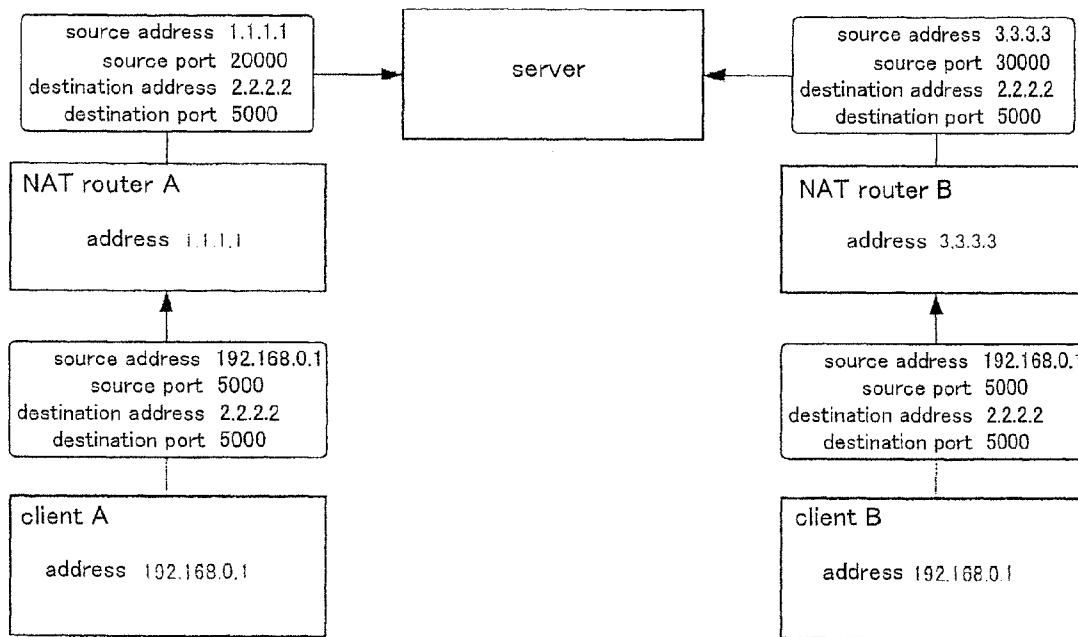 source address 1.1.1.1
source port 20000
destination address 2.2.2.2
destination port 5000
server
source address 3.3.3.3
source port 30000
destination address 2.2.2.2
destination port 5000
NAT router A
address 1.1.1.1
NAT router B
address 3.3.3.3
source address 192.168.0.1
source port 5000
destination address 2.2.2.2
destination port 5000
source address 192.168.0.1
source port 5000
destination address 2.2.2.2
destination port 5000
client A
address 192.168.0.1
client B
address 192.168.0.1